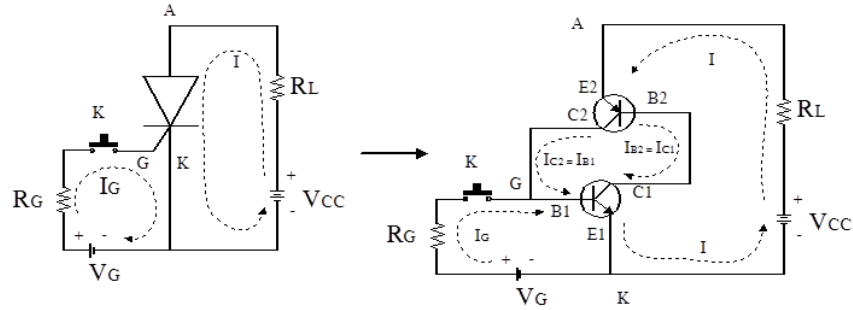 A
I
RL
K
G
K
IG
RG
+
-
VCC
+ -
VG
A
I
E2
B2
C2
RL
IC2 = IB1
IB2 = IC1
K
G
C1
B1
RG
IG
E1
+
-
VCC
I
+ -
VG
K